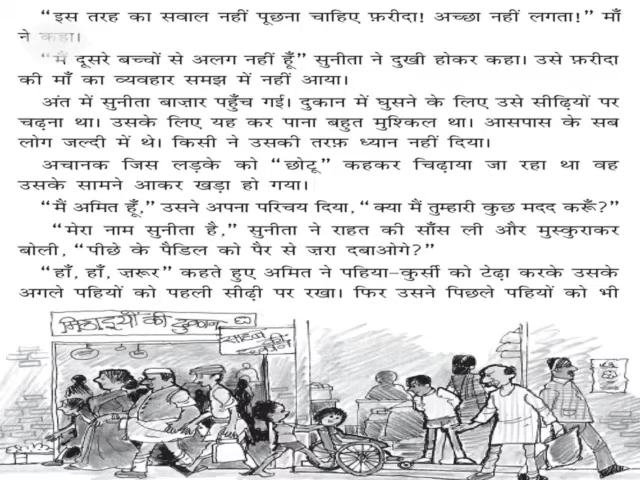 “इस तरह का सवाल नहीं पूछना चाहिए फ़रीदा! अच्छा नहीं लगता!” माँ
ने कहा।
“मैं दूसरे बच्चों से अलग नहीं हूँ” सुनीता ने दुखी होकर कहा। उसे फ़रीदा
की माँ का व्यवहार समझ में नहीं आया।
अंत में सुनीता बाज़ार पहुँच गई। दुकान में घुसने के लिए उसे सीढ़ियों पर
चढ़ना था। उसके लिए यह कर पाना बहुत मुश्किल था। आसपास के सब
लोग जल्दी में थे। किसी ने उसकी तरफ़ ध्यान नहीं दिया।
अचानक जिस लड़के को “छोटू” कहकर चिढ़ाया जा रहा था वह
उसके सामने आकर खड़ा हो गया।
“मैं अमित हूँ,” उसने अपना परिचय दिया, “क्या मैं तुम्हारी कुछ मदद करूँ?”
“मेरा नाम सुनीता है,” सुनीता ने राहत की साँस ली और मुस्कुराकर
बोली, “पीछे के पैडिल को पैर से ज़रा दबाओगे?”
“हाँ, हाँ, ज़रूर” कहते हुए अमित ने पहिया-कुर्सी को टेढ़ा करके उसके
अगले पहियों को पहली सीढ़ी पर रखा। फिर उसने पिछले पहियों को भी
मिठाइयों की दुकान